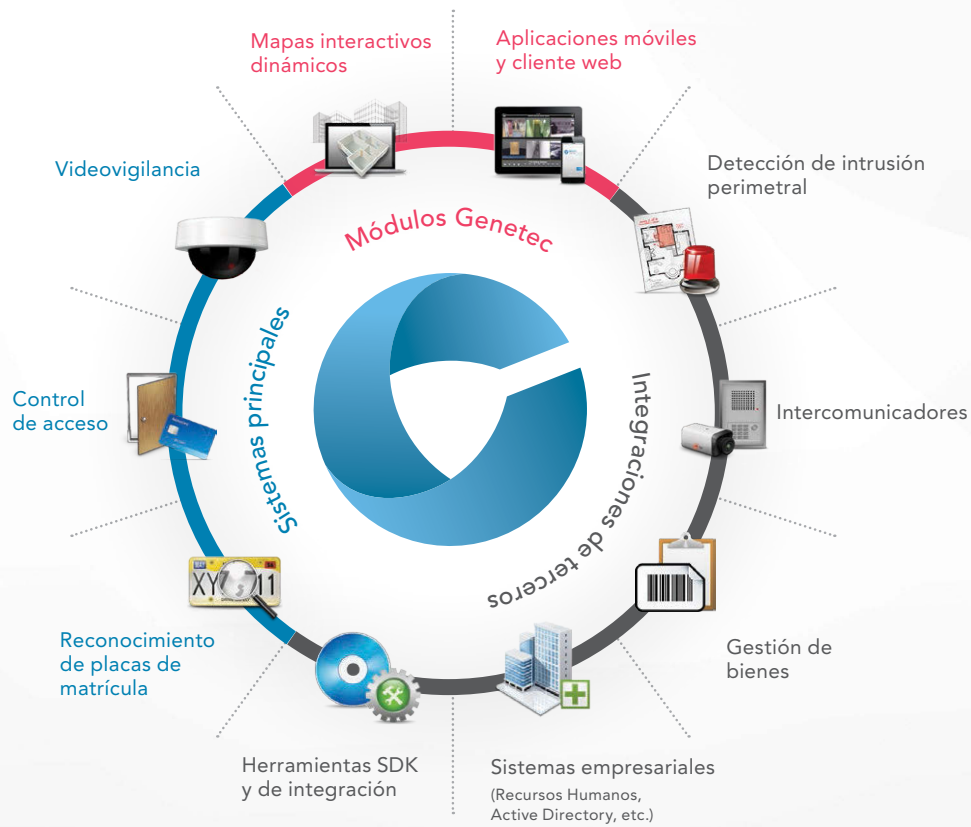 Mapas interactivos
dinámicos
Aplicaciones móviles
y cliente web
Videovigilancia
Detección de intrusión
perimetral
Módulos Genetec
Sistemas principales
Integraciones de terceros
Control
de acceso
Intercomunicadores
XY 11
Reconocimiento
de placas de
matrícula
Gestión de
bienes
Herramientas SDK
y de integración
Sistemas empresariales
(Recursos Humanos,
Active Directory, etc.)